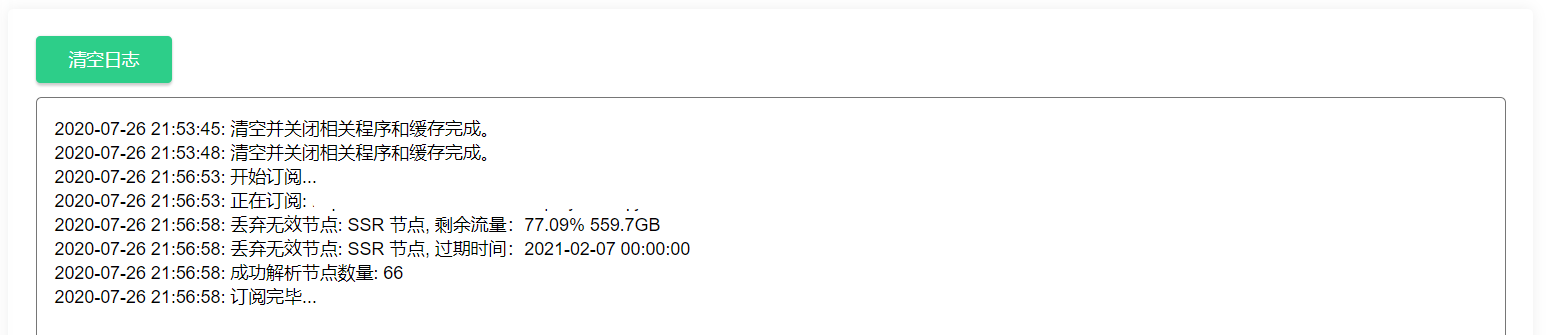 清空日志
2020-07-26 21:53:45: 清空并关闭相关程序和缓存完成。
2020-07-26 21:53:48: 清空并关闭相关程序和缓存完成。
2020-07-26 21:56:53: 开始订阅...
2020-07-26 21:56:53: 正在订阅:
2020-07-26 21:56:58: 丢弃无效节点: SSR 节点, 剩余流量：77.09% 559.7GB
2020-07-26 21:56:58: 丢弃无效节点: SSR 节点, 过期时间：2021-02-07 00:00:00
2020-07-26 21:56:58: 成功解析节点数量: 66
2020-07-26 21:56:58: 订阅完毕...